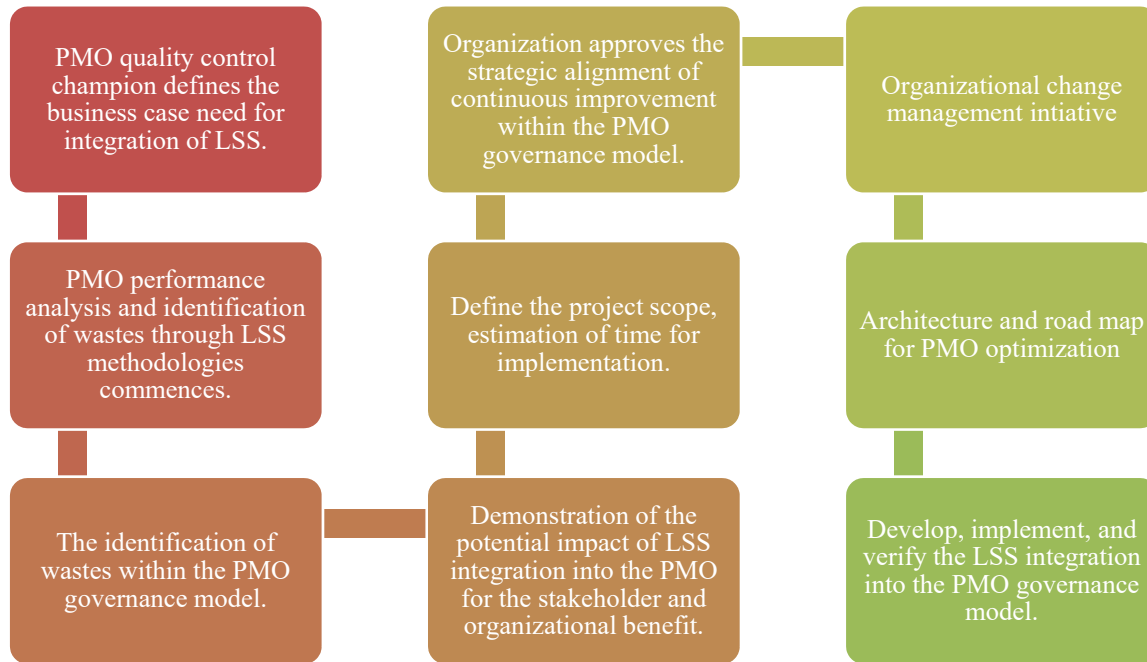 PMO quality control
champion defines the
business case need for
integration of LSS.
PMO performance
analysis and identification
of wastes through LSS
methodologies
commences.
The identification of
wastes within the PMO
governance model.
Demonstration of the
potential impact of LSS
integration into the PMO
for the stakeholder and
organizational benefit.
Define the project scope,
estimation of time for
implementation.
Organization approves the
strategic alignment of
continuous improvement
within the PMO
governance model.
Organizational change
management intiative
Architecture and road map
for PMO optimization
Develop, implement, and
verify the LSS integration
into the PMO governance
model.